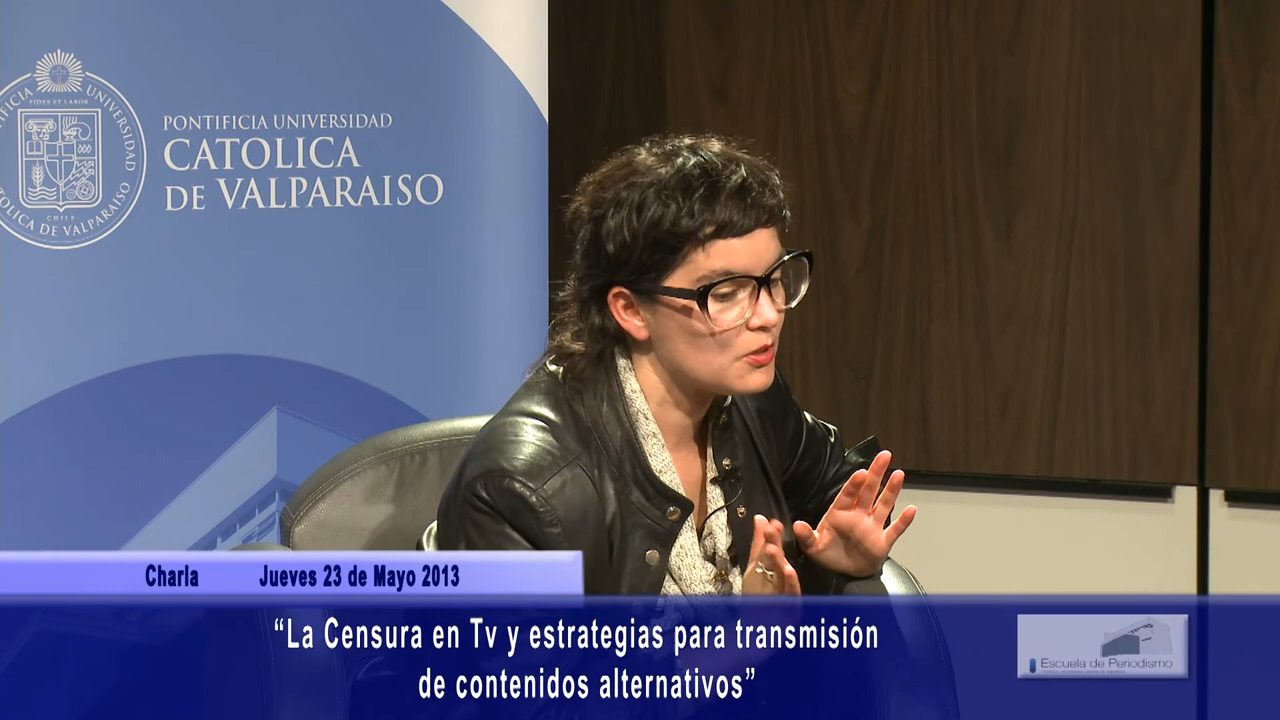 FIDES ET LABOR
CHILE
PONTIFICIA UNIVERSIDAD
CATOLICA
DE VALPARAISO
Charla Jueves 23 de Mayo 2013
“La Censura en Tv y estrategias para transmisión
de contenidos alternativos”
Escuela de Periodismo